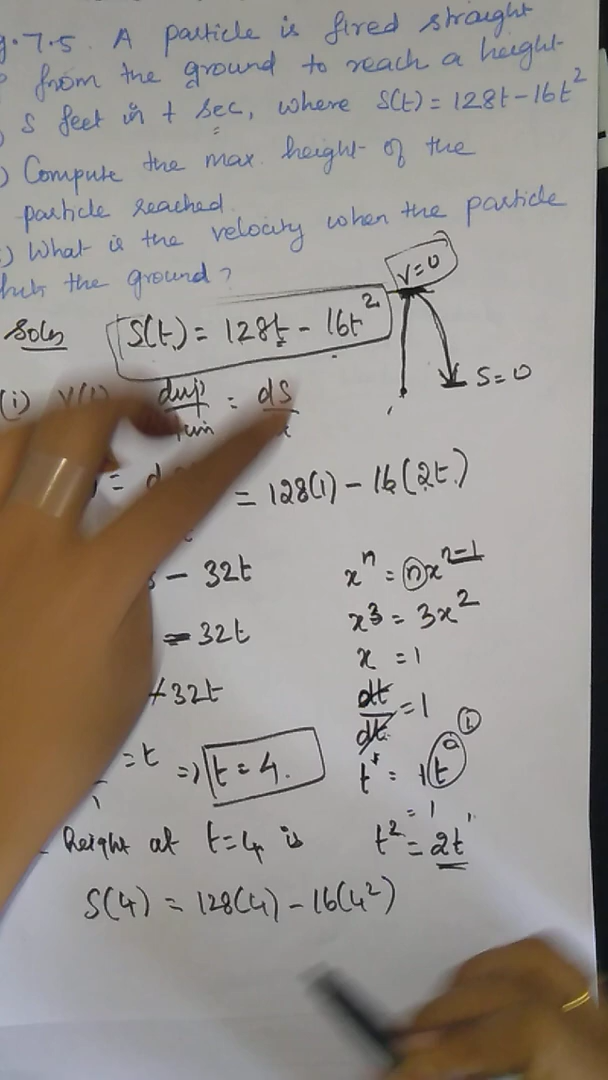 .7.5. A particle is fired straight
from the ground to reach a height
s feet in t sec, where S(t) = 128t - 16t²
) Compute the max. height of the
particle reached.
) What is the velocity when the particle
the ground?
V=0
Soln S(t) = 128t - 16t²
S=0
(i) = dS
= 128(1) - 16(2t)
- 32t
xⁿ = nxⁿ⁻¹
= 32t
x³ = 3x²
x = 1
+32t
dt/dt = 1
= t => t = 4.
= 1
height at t=4 is
t² = 2t
S(4) = 128(4) - 16(4²)